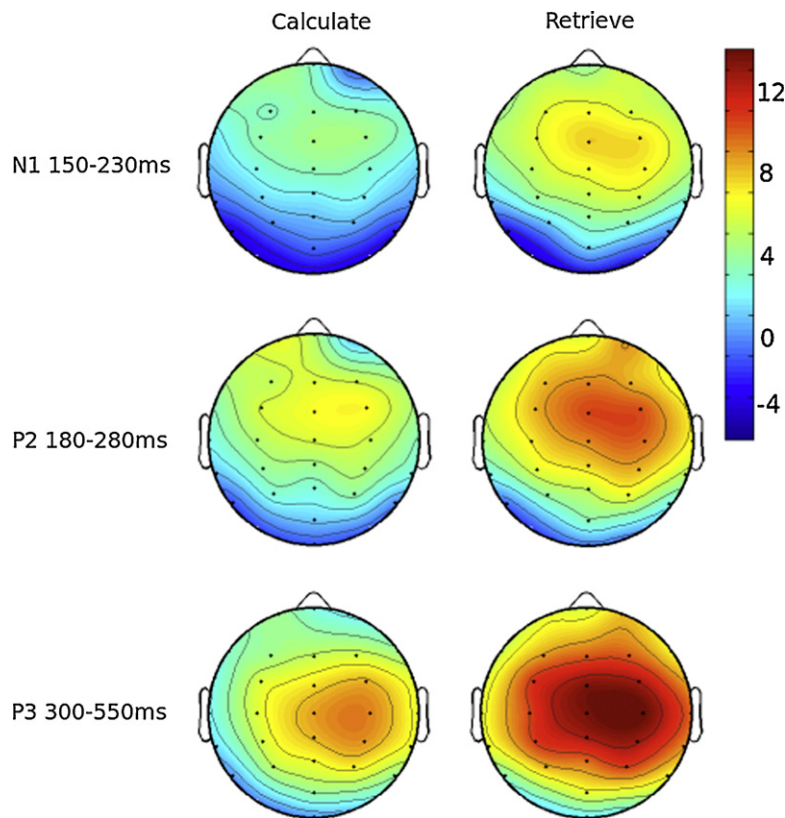 Calculate Retrieve
N1 150-230ms
P2 180-280ms
P3 300-550ms
12
8
4
0
-4